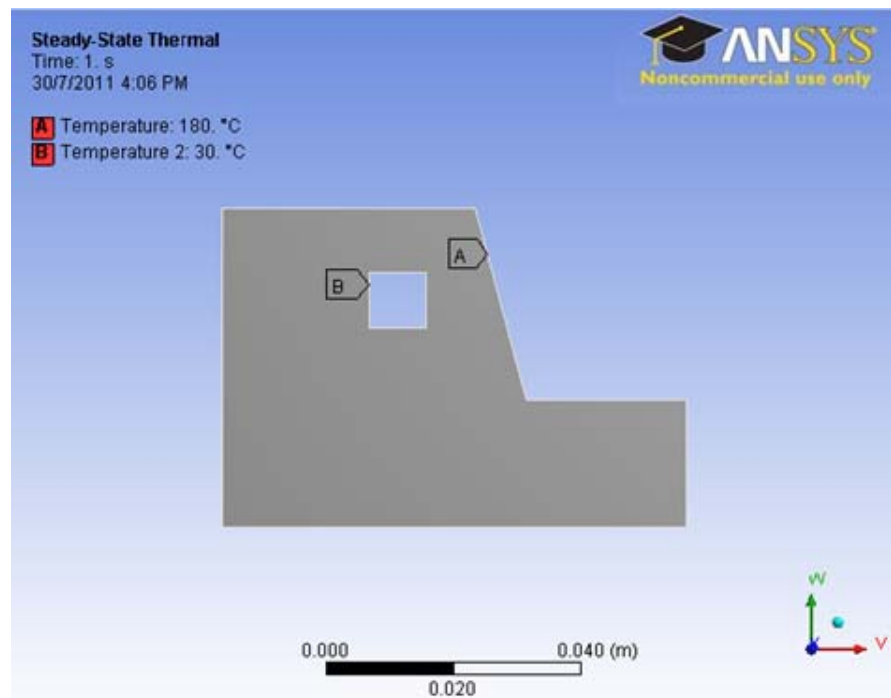 Steady-State Thermal
Time: 1. s
30/7/2011 4:06 PM
A Temperature: 180. °C
B Temperature 2: 30. °C
ANSYS
Noncommercial use only
A
B
W
V
0.000 0.040 (m)
0.020